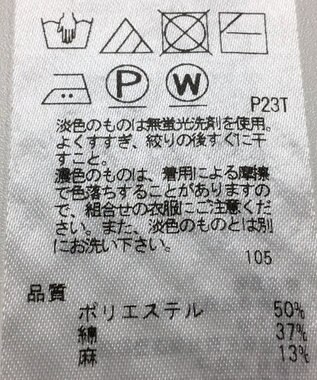 P
W
P23T
淡色のものは無蛍光洗剤を使用。
よくすすぎ、絞りの後すぐに干
すこと。
濃色のものは、着用による摩擦
で色落ちすることがありますの
で、組合せの衣服にご注意くだ
さい。また、淡色のものとは別
にお洗い下さい。
105
品質
ポリエステル 50%
綿 37%
麻 13%